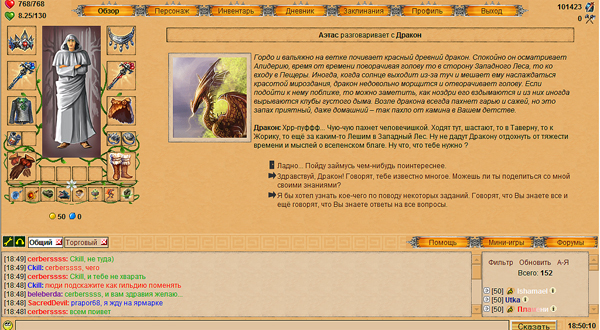 768/768
8.25/130
Обзор Персонаж Инвентарь Дневник Заклинания Профиль Выход
101423
0
Аэтас разговаривает с Дракон
Гордо и вальяжно на ветке почивает красный древний дракон. Спокойно он осматривает
Алидерию, время от времени поворачивая голову то в сторону Западного Леса, то ко
входу в Пещеры. Иногда, когда солнце выходит из-за туч и мешает ему наслаждаться
красотой мироздания, дракон недовольно морщится и отворачивает голову. Если
подойти к нему поближе, то можно заметить, как ноздри его вздымаются и из них иногда
вырываются клубы густого дыма. Возле дракона всегда пахнет гарью и сажей, но это
запах приятный, даже домашний – так пахло от камина в Вашем детстве.
Дракон: Хрр-пуффф... Чую-чую пахнет человечишкой. Ходят тут, шастают, то в Таверну, то к
Жорику, то ещё за каким-то Лешим в Западный Лес. Ну не дадут Дракону отдохнуть от тяжести
времени и мыслей о вселенском благе. Ну что, что тебе нужно ?
Ладно... Пойду займусь чем-нибудь поинтереснее.
Здравствуй, Дракон! Говорят, тебе известно многое. Можешь ли ты поделиться со мной
своими знаниями?
Я бы хотел узнать кое-чего по поводу некоторых заданий. Говорят, что Вы знаете все и
ещё говорят, что Вы знаете ответы на все вопросы.
50 0
Общий Торговый
Помощь Мини-игры Форумы
[18:49] cerberssss: Ckill, не туда)
[18:49] Ckill: cerberssss, чего
[18:49] cerberssss: Ckill, и тебе не хварать
[18:48] Ckill: люди подскажите как гильдию поменять
[18:48] beleberda: cerberssss, и вам здравия желаю...
[18:48] SacredDevil: prapor68, я жду на ярмарке
[18:48] cerberssss: всем привет
Фильтр Обновить А-Я
Всего: 152
[50] Ishamael
[50] Utka
[50]
Сказать
18:50:10